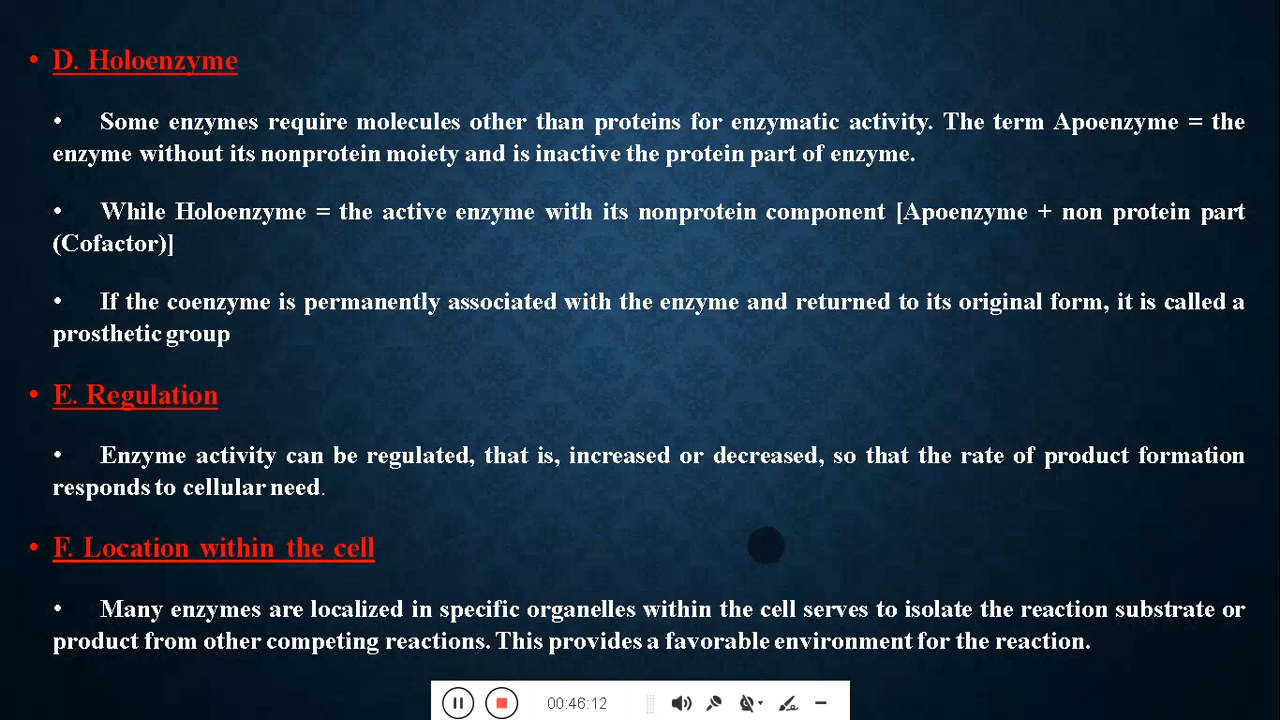 • D. Holoenzyme
• Some enzymes require molecules other than proteins for enzymatic activity. The term Apoenzyme = the
enzyme without its nonprotein moiety and is inactive the protein part of enzyme.
• While Holoenzyme = the active enzyme with its nonprotein component [Apoenzyme + non protein part
(Cofactor)]
• If the coenzyme is permanently associated with the enzyme and returned to its original form, it is called a
prosthetic group
• E. Regulation
• Enzyme activity can be regulated, that is, increased or decreased, so that the rate of product formation
responds to cellular need.
• F. Location within the cell
• Many enzymes are localized in specific organelles within the cell serves to isolate the reaction substrate or
product from other competing reactions. This provides a favorable environment for the reaction.
00:46:12